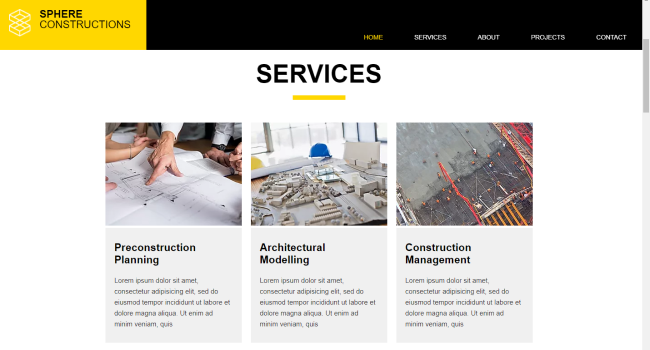 SPHERE
CONSTRUCTIONS
HOME SERVICES ABOUT PROJECTS CONTACT
SERVICES
Preconstruction
Planning
Lorem ipsum dolor sit amet,
consectetur adipisicing elit, sed do
eiusmod tempor incididunt ut labore et
dolore magna aliqua. Ut enim ad
minim veniam, quis
Architectural
Modelling
Lorem ipsum dolor sit amet,
consectetur adipisicing elit, sed do
eiusmod tempor incididunt ut labore et
dolore magna aliqua. Ut enim ad
minim veniam, quis
Construction
Management
Lorem ipsum dolor sit amet,
consectetur adipisicing elit, sed do
eiusmod tempor incididunt ut labore et
dolore magna aliqua. Ut enim ad
minim veniam, quis